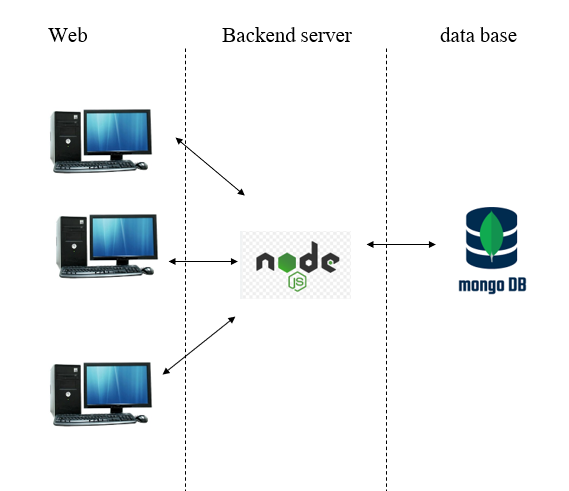 Web
Backend server
data base
node
JS
mongo DB